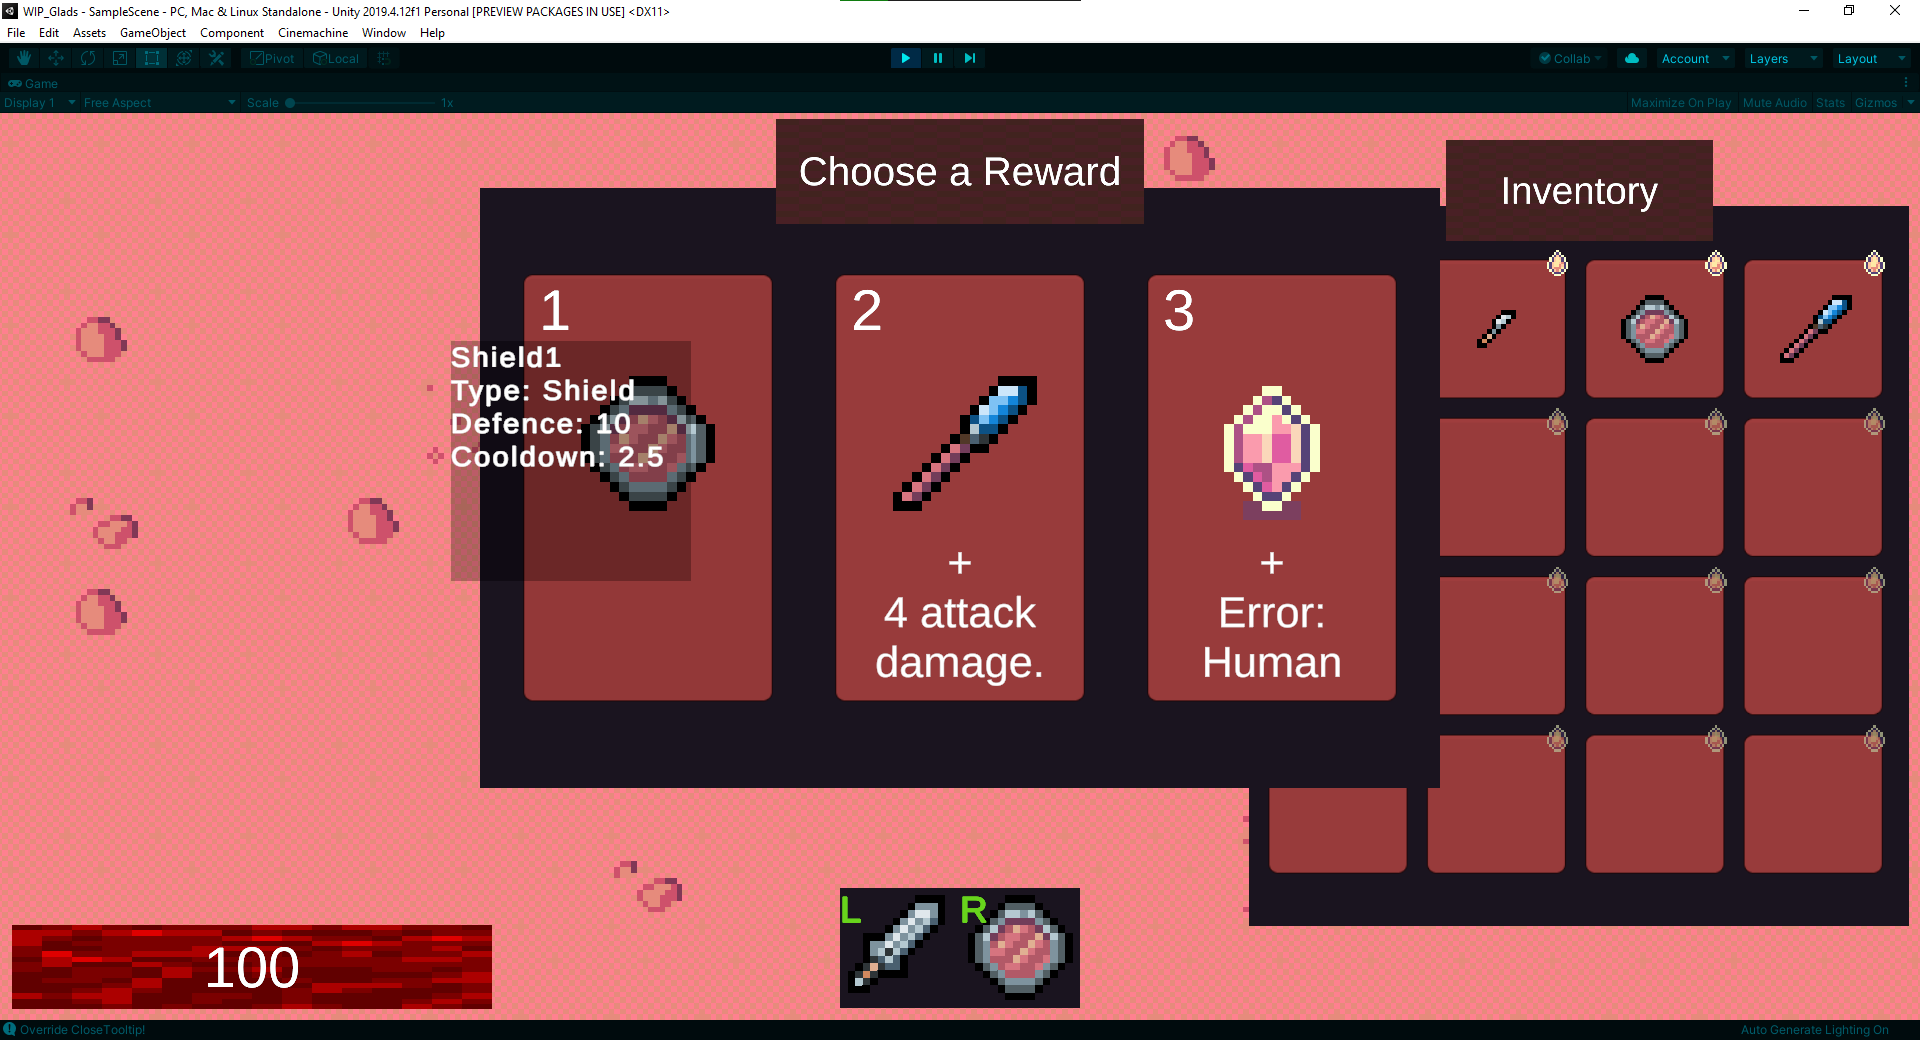 WIP_Glads - SampleScene - PC, Mac & Linux Standalone - Unity 2019.4.12f1 Personal [PREVIEW PACKAGES IN USE] <DX11>
File Edit Assets GameObject Component Cinemachine Window Help
Pivot Local Collab Account Layers Layout
Game
Display 1 Free Aspect Scale 1x Maximize On Play Mute Audio Stats Gizmos
Choose a Reward
Inventory
1
2
3
Shield1
Type: Shield
Defence: 10
Cooldown: 2.5
+
4 attack
damage.
+
Error:
Human
L
R
100
Override CloseTooltip!
Auto Generate Lighting On